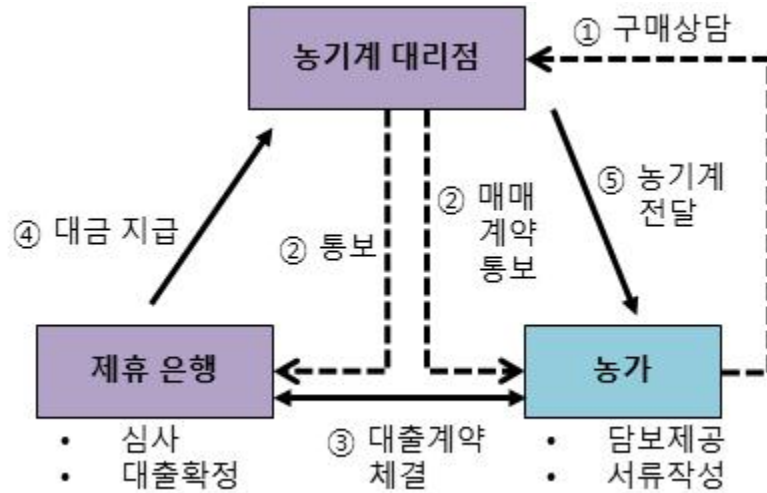 ① 구매상담
농기계 대리점
④ 대금 지급
② 통보
② 매매
계약
통보
⑤ 농기계
전달
제휴 은행
농가
• 심사
• 대출확정
③ 대출계약
체결
• 담보제공
• 서류작성